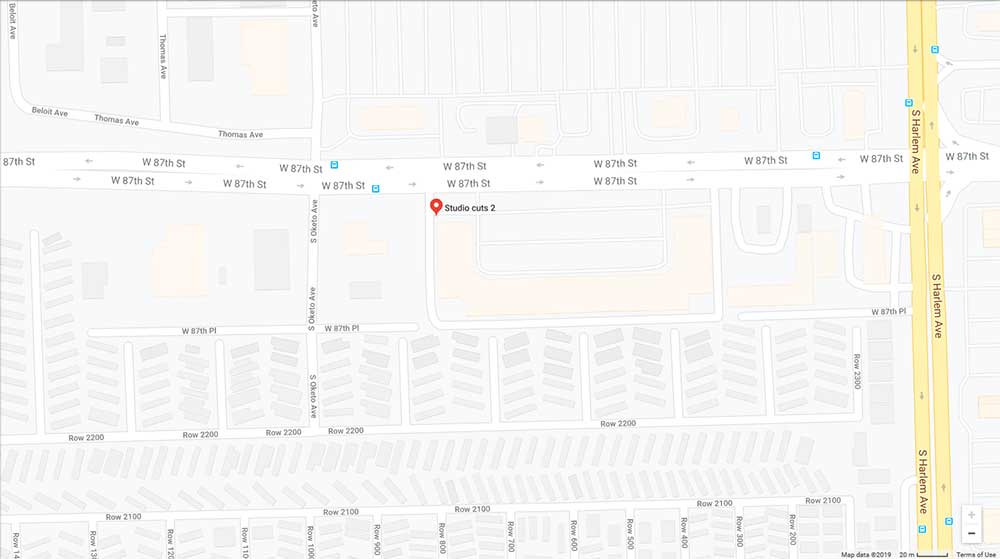 Beloit Ave
S Oketo Ave
Thomas Ave
Beloit Ave
Thomas Ave
Thomas Ave
S Harlem Ave
87th St
W 87th St
W 87th St
W 87th St
W 87th St
W 87th St
W 87th St
W 87th St
W 87th St
W 87th St
W 87th St
W 87th St
W 87th St
W 87th St
Studio cuts 2
S Oketo Ave
S Oketo Ave
S Harlem Ave
W 87th Pl
W 87th Pl
W 87th Pl
S Oketo Ave
Row 2300
Row 2200
Row 2200
Row 2200
Row 2200
Row 2200
S Harlem Ave
Row 2100
Row 2100
Row 2100
Row 2100
Row 14
Row 1300
Row 1200
Row 1100
Row 1000
Row 900
Row 800
Row 700
Row 600
Row 500
Row 400
Row 300
Row 200
+
−
Map data ©2019
20 m
Terms of Use